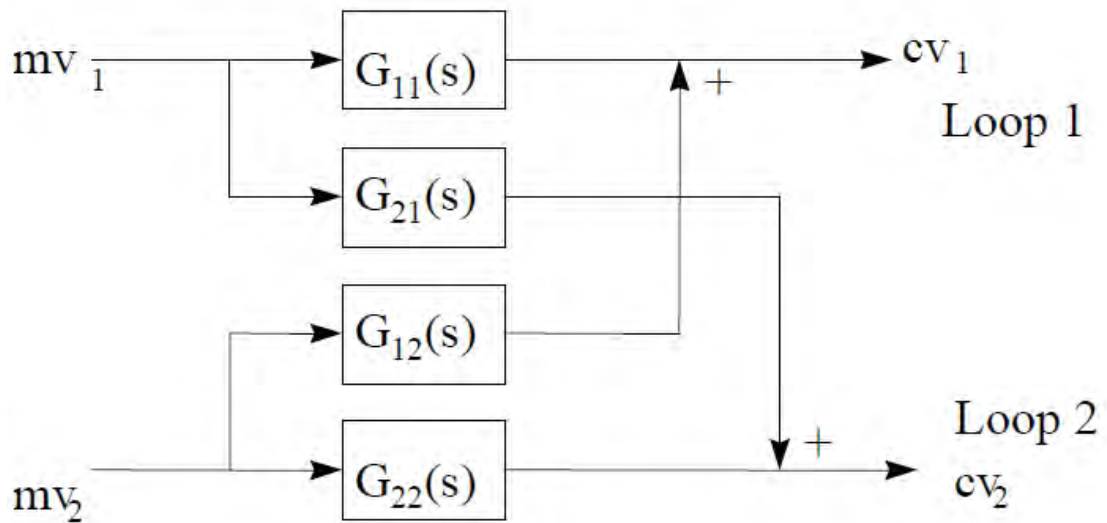 mv₁
G₁₁(s)
+
cv₁
Loop 1
G₂₁(s)
G₁₂(s)
+
Loop 2
mv₂
G₂₂(s)
cv₂